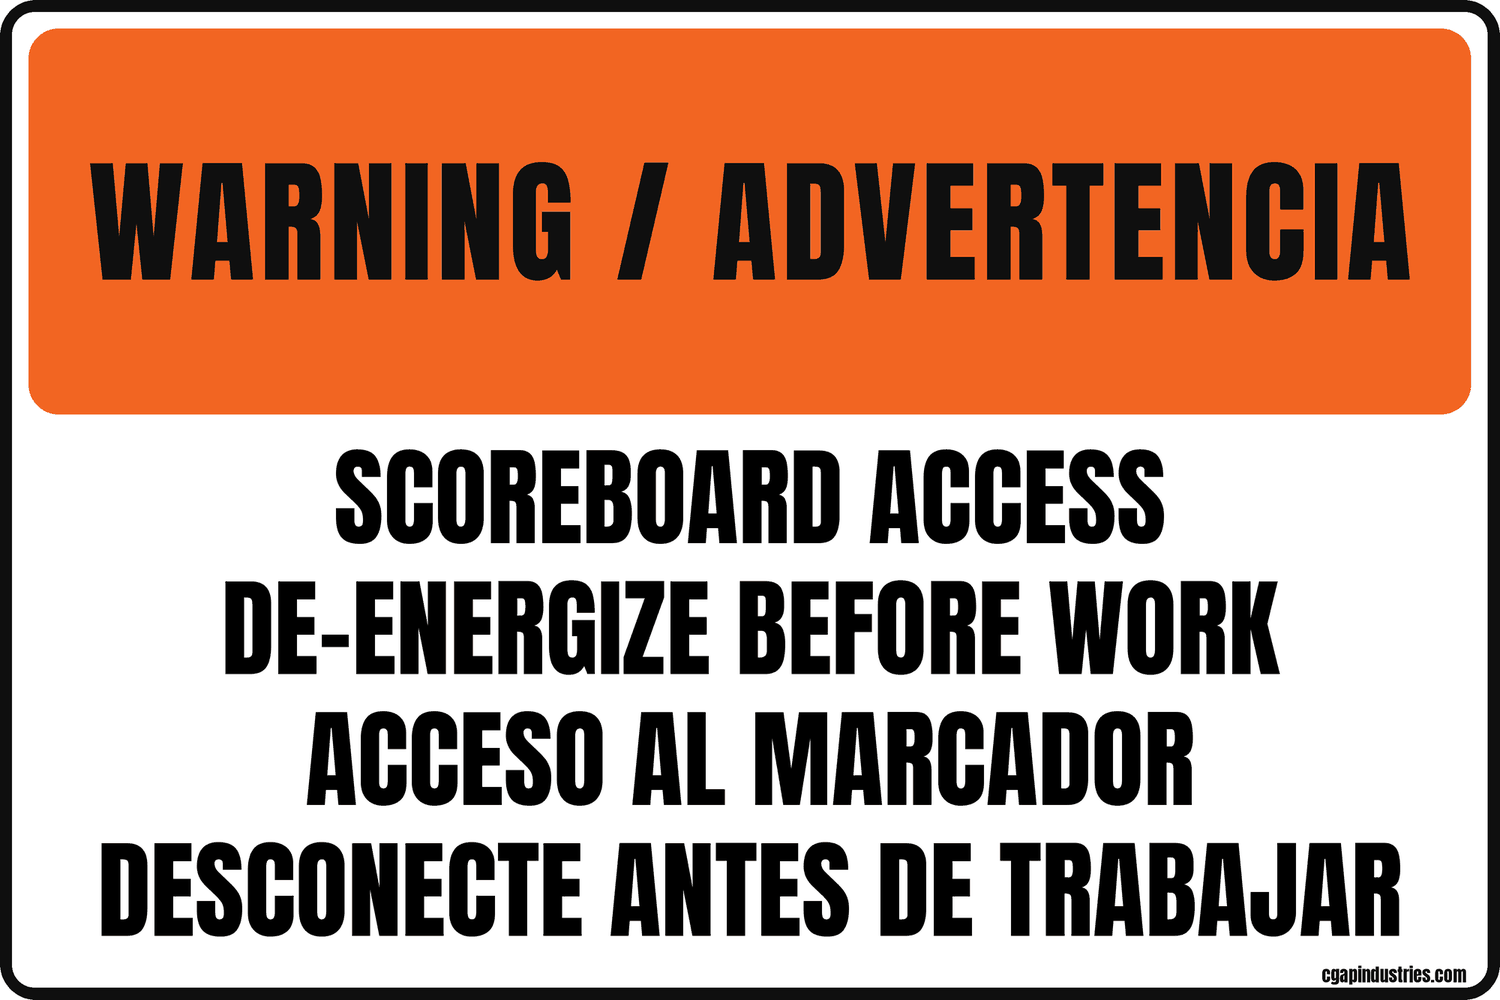 WARNING / ADVERTENCIA
SCOREBOARD ACCESS
DE-ENERGIZE BEFORE WORK
ACCESO AL MARCADOR
DESCONECTE ANTES DE TRABAJAR
cgapindustries.com